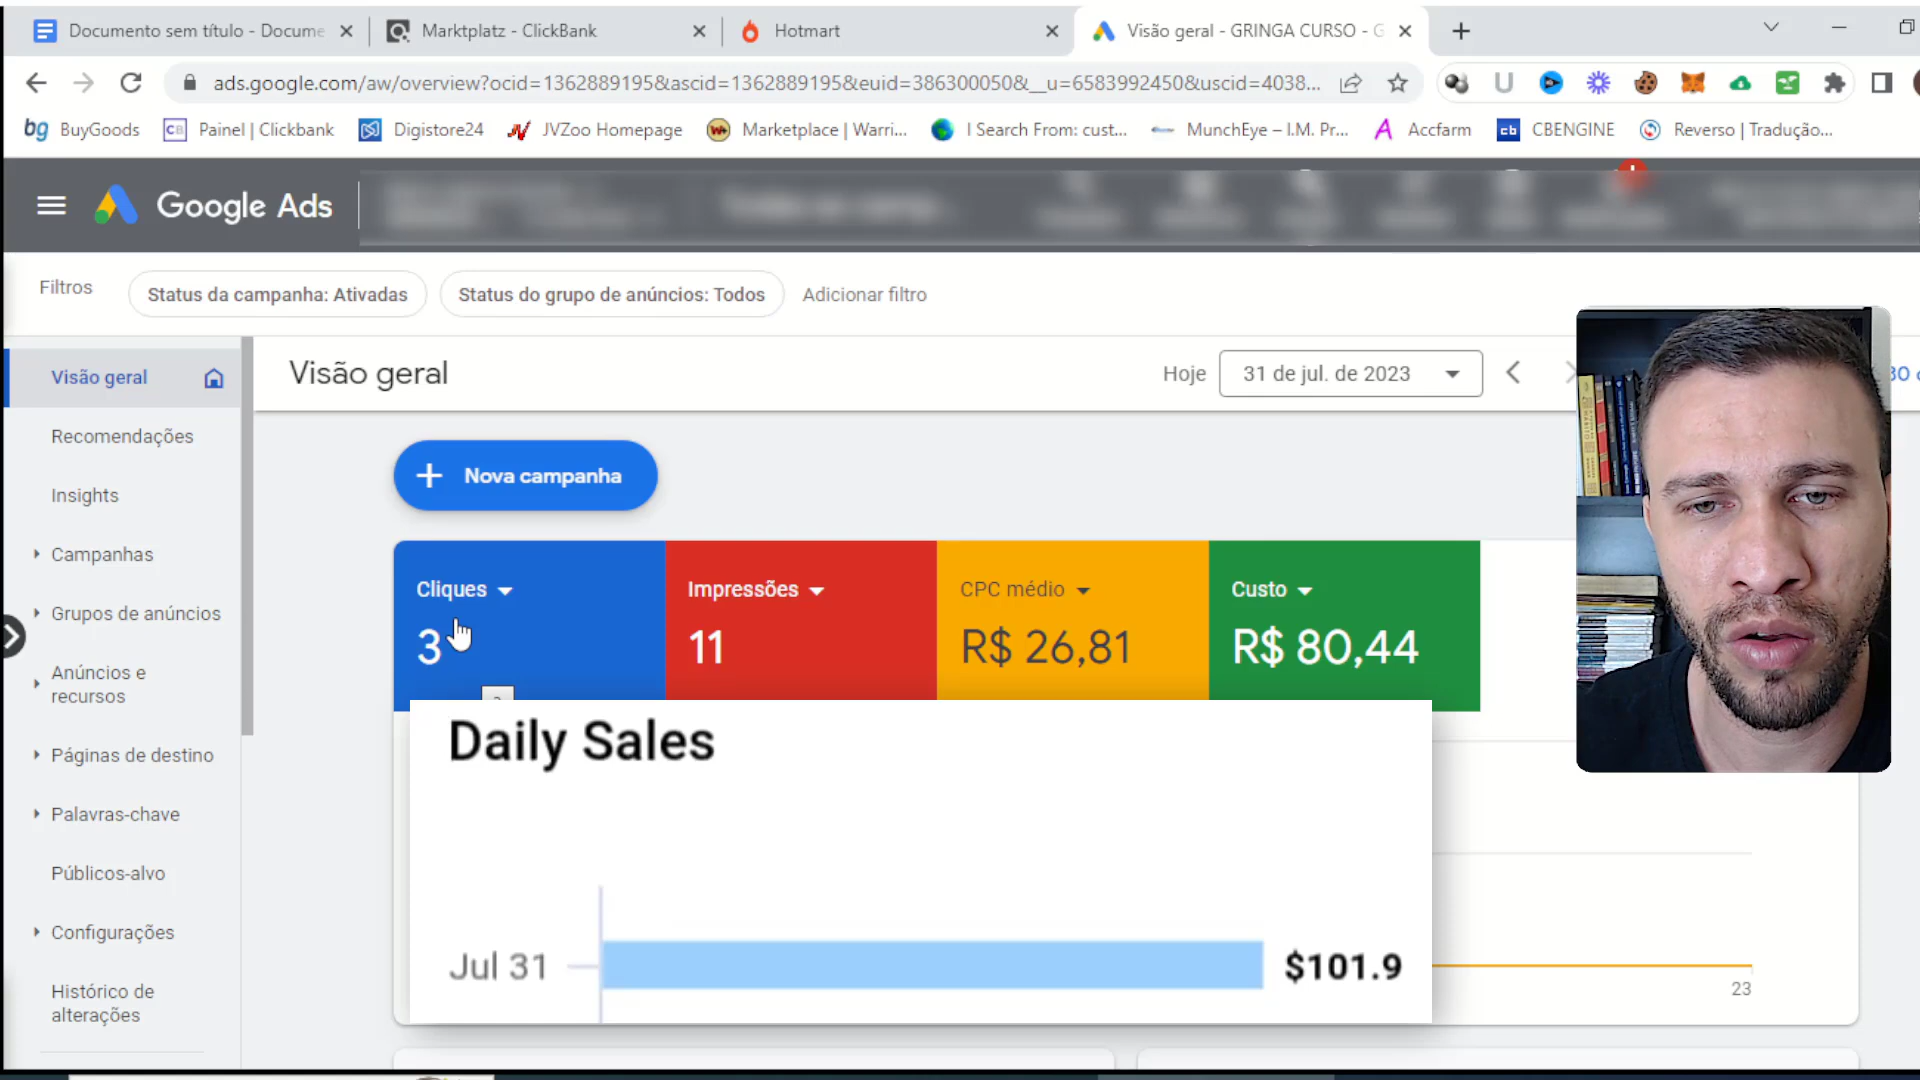 Documento sem título - Docume
Marktplatz - ClickBank
Hotmart
Visão geral - GRINGA CURSO - G
ads.google.com/aw/overview?ocid=1362889195&ascid=1362889195&euid=386300050&__u=6583992450&uscid=4038...
bg BuyGoods
CB Painel | Clickbank
Digistore24
JVZoo Homepage
Marketplace | Warri...
I Search From: cust...
MunchEye – I.M. Pr...
Accfarm
cb CBENGINE
Reverso | Tradução...
Google Ads
Filtros
Status da campanha: Ativadas
Status do grupo de anúncios: Todos
Adicionar filtro
Visão geral
Recomendações
Insights
Campanhas
Grupos de anúncios
Anúncios e
recursos
Páginas de destino
Palavras-chave
Públicos-alvo
Configurações
Histórico de
alterações
Visão geral
Hoje
31 de jul. de 2023
Nova campanha
Cliques
3
Impressões
11
CPC médio
R$ 26,81
Custo
R$ 80,44
Daily Sales
Jul 31
$101.9
23